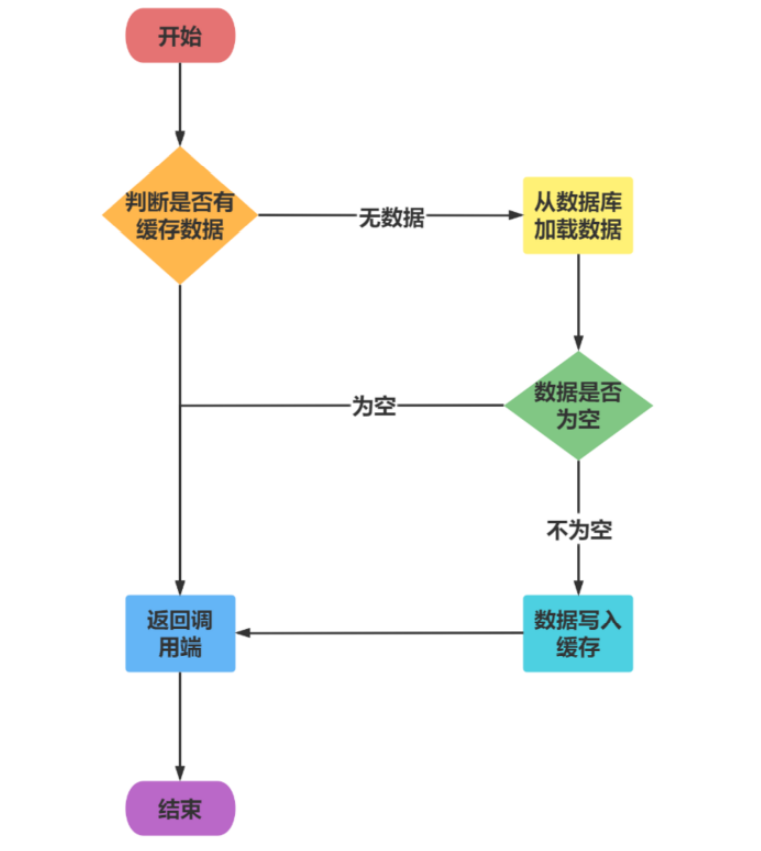 开始
判断是否有
缓存数据
无数据
从数据库
加载数据
数据是否
为空
为空
不为空
数据写入
缓存
返回调
用端
结束